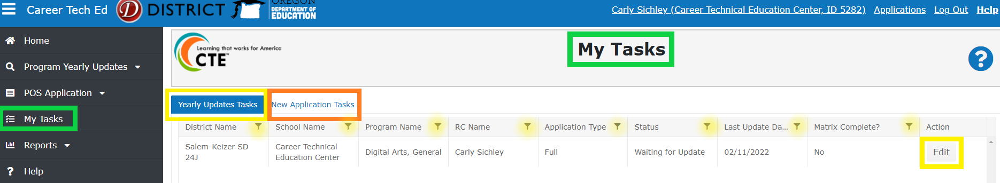 Career Tech Ed
DISTRICT
OREGON
DEPARTMENT OF
EDUCATION
Carly Sichley (Career Technical Education Center, ID 5282) Applications Log Out Help
Home
Program Yearly Updates
POS Application
My Tasks
Reports
Help
Learning that works for America
CTE™
My Tasks
Yearly Updates Tasks New Application Tasks
District Name School Name Program Name RC Name Application Type Status Last Update Da... Matrix Complete? Action
Salem-Keizer SD Career Technical
24J Education Center Digital Arts, General Carly Sichley Full Waiting for Update 02/11/2022 No Edit